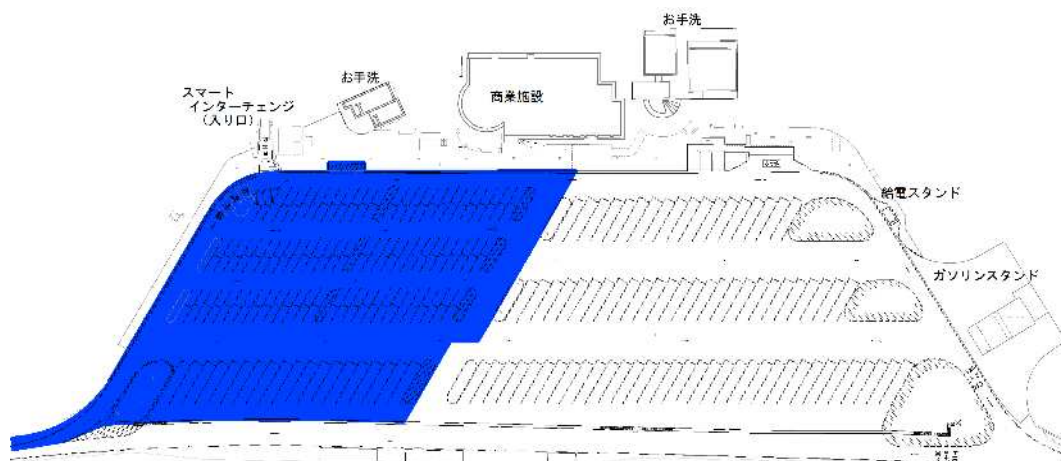 お手洗
お手洗
商業施設
スマート
インターチェンジ
(入り口)
給電スタンド
ガソリンスタンド